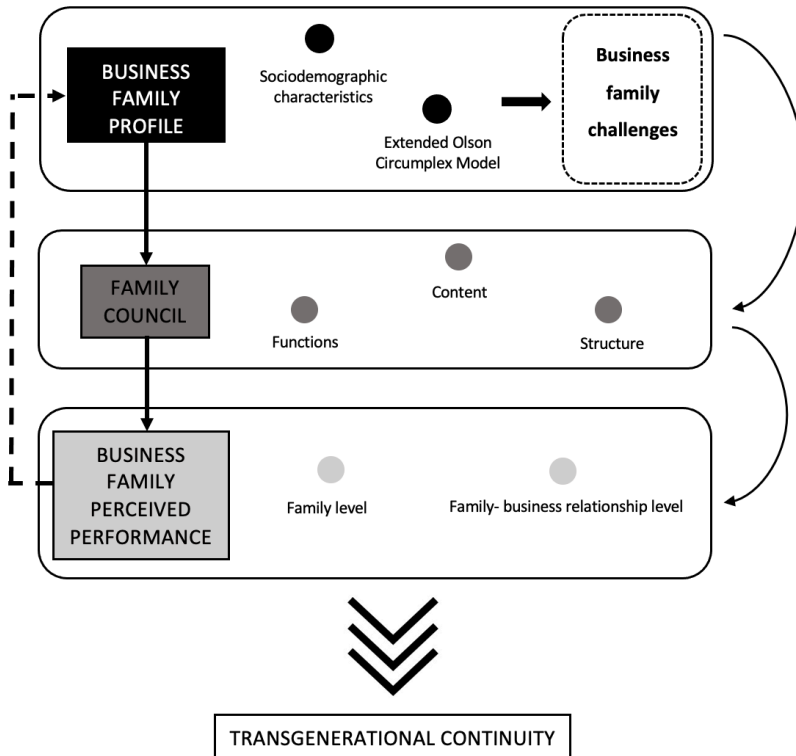 BUSINESS
FAMILY
PROFILE
Sociodemographic
characteristics
Extended Olson
Circumplex Model
Business
family
challenges
FAMILY
COUNCIL
Functions
Content
Structure
BUSINESS
FAMILY
PERCEIVED
PERFORMANCE
Family level
Family- business relationship level
TRANSGENERATIONAL CONTINUITY